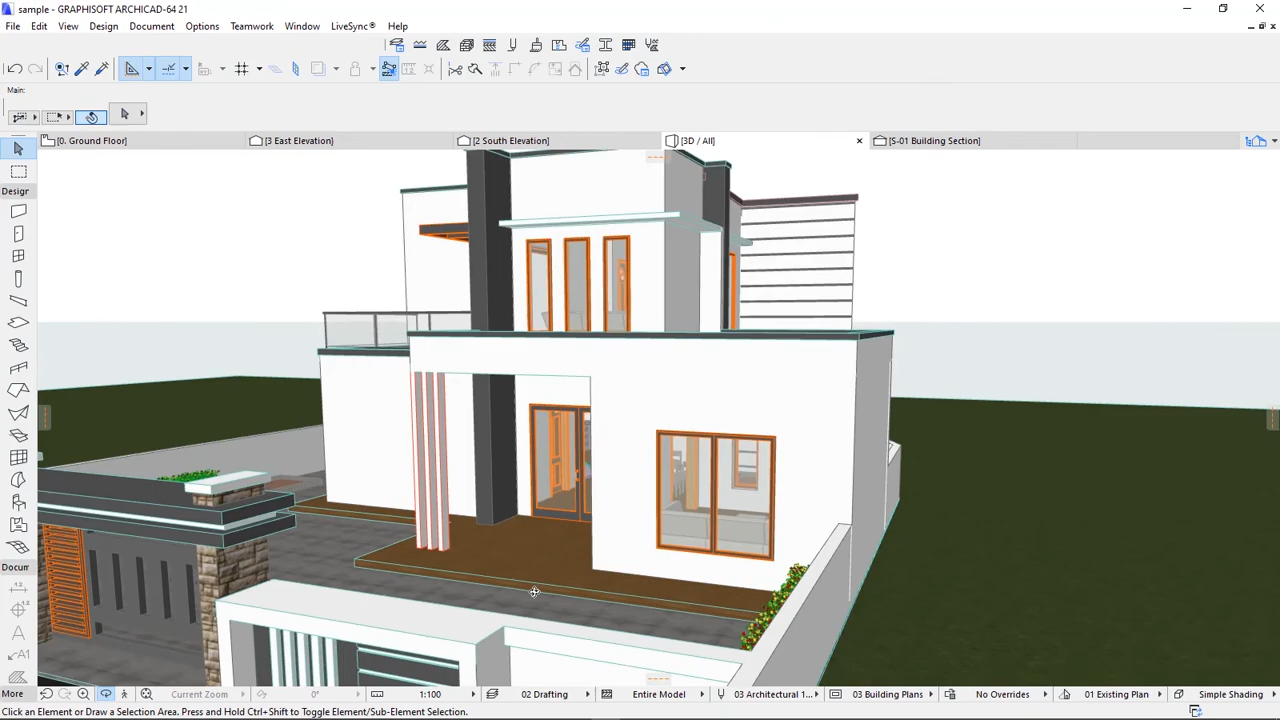 sample - GRAPHISOFT ARCHICAD-64 21
File Edit View Design Document Options Teamwork Window LiveSync® Help
Main:
[0. Ground Floor] [3 East Elevation] [2 South Elevation] [3D / All] [S-01 Building Section]
Design
Docum
More
Current Zoom 0° 1:100 02 Drafting Entire Model 03 Architectural 1... 03 Building Plans No Overrides 01 Existing Plan Simple Shading
Click an Element or Draw a Selection Area. Press and Hold Ctrl+Shift to Toggle Element/Sub-Element Selection.